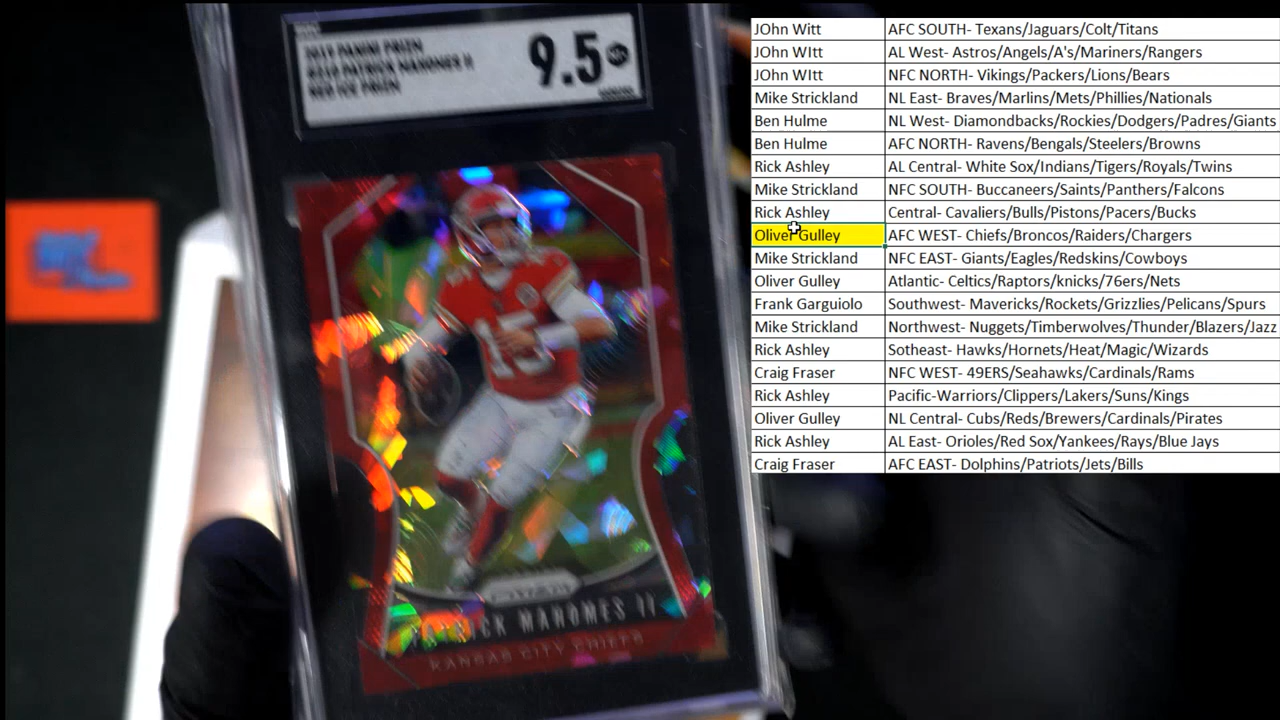 2019 PANINI PRIZM
#210 PATRICK MAHOMES II
RED ICE PRIZM
9.5
15
PRIZM
PATRICK MAHOMES II
KANSAS CITY CHIEFS
JOhn Witt AFC SOUTH- Texans/Jaguars/Colt/Titans
JOhn WItt AL West- Astros/Angels/A's/Mariners/Rangers
JOhn WItt NFC NORTH- Vikings/Packers/Lions/Bears
Mike Strickland NL East- Braves/Marlins/Mets/Phillies/Nationals
Ben Hulme NL West- Diamondbacks/Rockies/Dodgers/Padres/Giants
Ben Hulme AFC NORTH- Ravens/Bengals/Steelers/Browns
Rick Ashley AL Central- White Sox/Indians/Tigers/Royals/Twins
Mike Strickland NFC SOUTH- Buccaneers/Saints/Panthers/Falcons
Rick Ashley Central- Cavaliers/Bulls/Pistons/Pacers/Bucks
Oliver Gulley AFC WEST- Chiefs/Broncos/Raiders/Chargers
Mike Strickland NFC EAST- Giants/Eagles/Redskins/Cowboys
Oliver Gulley Atlantic- Celtics/Raptors/knicks/76ers/Nets
Frank Garguiolo Southwest- Mavericks/Rockets/Grizzlies/Pelicans/Spurs
Mike Strickland Northwest- Nuggets/Timberwolves/Thunder/Blazers/Jazz
Rick Ashley Sotheast- Hawks/Hornets/Heat/Magic/Wizards
Craig Fraser NFC WEST- 49ERS/Seahawks/Cardinals/Rams
Rick Ashley Pacific-Warriors/Clippers/Lakers/Suns/Kings
Oliver Gulley NL Central- Cubs/Reds/Brewers/Cardinals/Pirates
Rick Ashley AL East- Orioles/Red Sox/Yankees/Rays/Blue Jays
Craig Fraser AFC EAST- Dolphins/Patriots/Jets/Bills